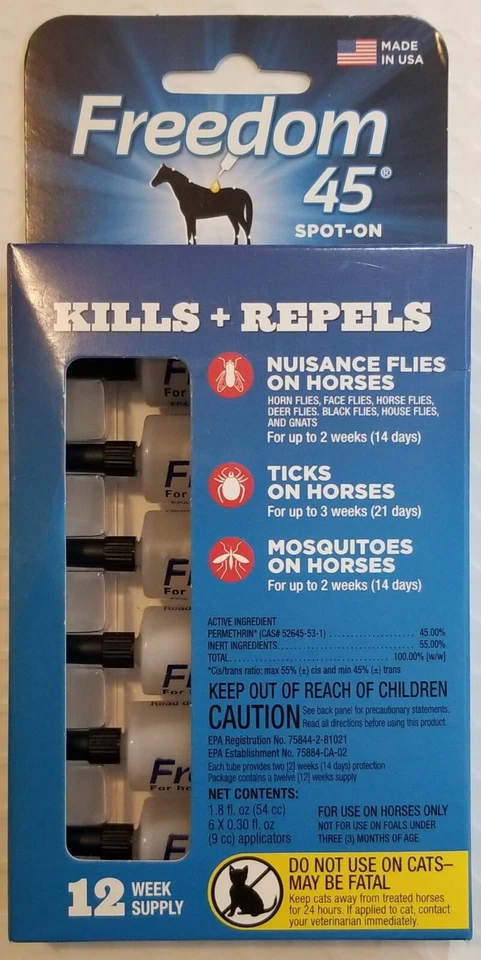 MADE
IN USA
Freedom
45®
SPOT-ON
KILLS + REPELS
NUISANCE FLIES
ON HORSES
HORN FLIES, FACE FLIES, HORSE FLIES,
DEER FLIES. BLACK FLIES, HOUSE FLIES,
AND GNATS
For up to 2 weeks (14 days)
TICKS
ON HORSES
For up to 3 weeks (21 days)
MOSQUITOES
ON HORSES
For up to 2 weeks (14 days)
ACTIVE INGREDIENT
PERMETHRIN* (CAS# 52645-53-1) 45.00%
INERT INGREDIENTS 55.00%
TOTAL 100.00% [w/w]
*Cis/trans ratio: max 55% (±) cis and min 45% (±) trans
KEEP OUT OF REACH OF CHILDREN
CAUTION See back panel for precautionary statements.
Read all directions before using this product.
EPA Registration No. 75844-2-81021
EPA Establishment No. 75884-CA-02
Each tube provides two [2] weeks (14 days) protection
Package contains a twelve [12] weeks supply
NET CONTENTS:
1.8 fl. oz (54 cc)
6 X 0.30 fl. oz
(9 cc) applicators
FOR USE ON HORSES ONLY
NOT FOR USE ON FOALS UNDER
THREE (3) MONTHS OF AGE
12 WEEK
SUPPLY
DO NOT USE ON CATS–
MAY BE FATAL
Keep cats away from treated horses
for 24 hours. If applied to cat, contact
your veterinarian immediately.